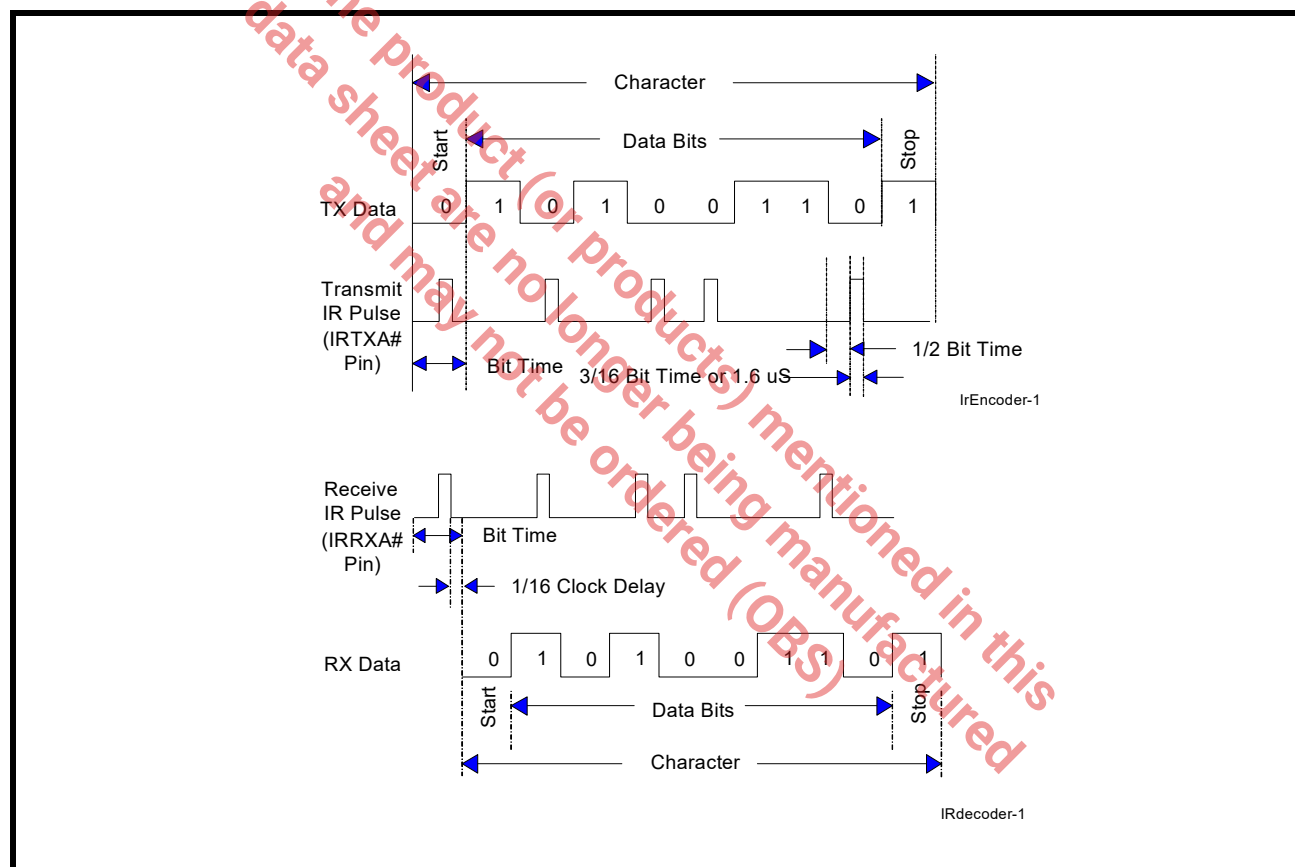 Character
Start
Data Bits
Stop
TX Data
0 1 0 1 0 0 1 1 0 1
Transmit
IR Pulse
(IRTXA#
Pin)
Bit Time
1/2 Bit Time
3/16 Bit Time or 1.6 uS
IrEncoder-1
Receive
IR Pulse
(IRRXA#
Pin)
Bit Time
1/16 Clock Delay
RX Data
0 1 0 1 0 0 1 1 0 1
Start
Data Bits
Stop
Character
IRdecoder-1
product (or products) mentioned in this
data sheet are no longer being manufactured
and may not be ordered (OBS)